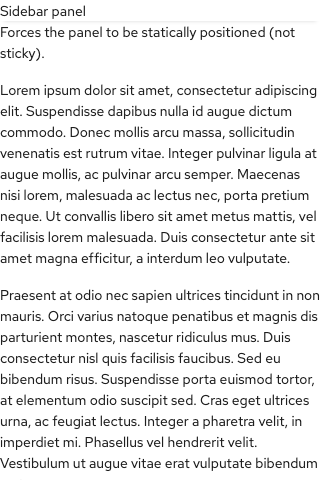 Sidebar panel
Forces the panel to be statically positioned (not
sticky).
Lorem ipsum dolor sit amet, consectetur adipiscing
elit. Suspendisse dapibus nulla id augue dictum
commodo. Donec mollis arcu massa, sollicitudin
venenatis est rutrum vitae. Integer pulvinar ligula at
augue mollis, ac pulvinar arcu semper. Maecenas
nisi lorem, malesuada ac lectus nec, porta pretium
neque. Ut convallis libero sit amet metus mattis, vel
facilisis lorem malesuada. Duis consectetur ante sit
amet magna efficitur, a interdum leo vulputate.
Praesent at odio nec sapien ultrices tincidunt in non
mauris. Orci varius natoque penatibus et magnis dis
parturient montes, nascetur ridiculus mus. Duis
consectetur nisl quis facilisis faucibus. Sed eu
bibendum risus. Suspendisse porta euismod tortor,
at elementum odio suscipit sed. Cras eget ultrices
urna, ac feugiat lectus. Integer a pharetra velit, in
imperdiet mi. Phasellus vel hendrerit velit.
Vestibulum ut augue vitae erat vulputate bibendum